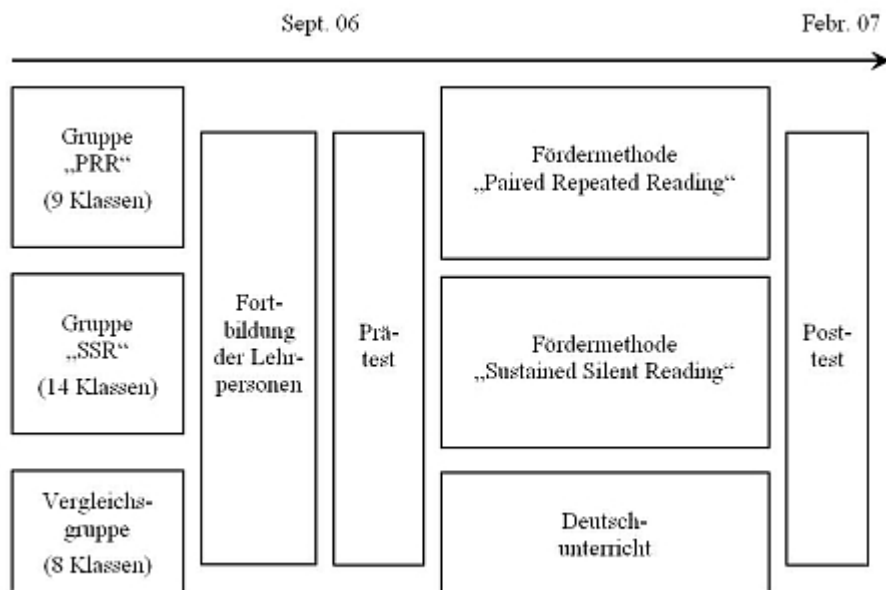 Sept. 06
Febr. 07
Gruppe
„PRR“
(9 Klassen)
Gruppe
„SSR“
(14 Klassen)
Vergleichs-
gruppe
(8 Klassen)
Fort-
bildung
der Lehr-
personen
Prä-
test
Fördermethode
„Paired Repeated Reading“
Fördermethode
„Sustained Silent Reading“
Deutsch-
unterricht
Post-
test